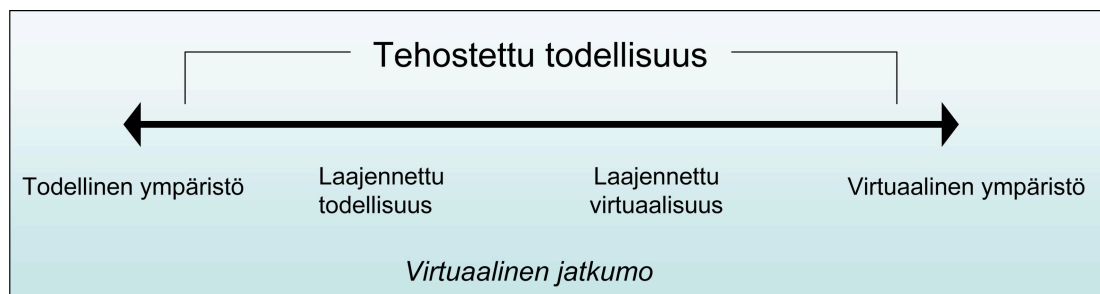 Tehostettu todellisuus
Todellinen ympäristö
Laajennettu
todellisuus
Laajennettu
virtuaalisuus
Virtuaalinen ympäristö
Virtuaalinen jatkumo